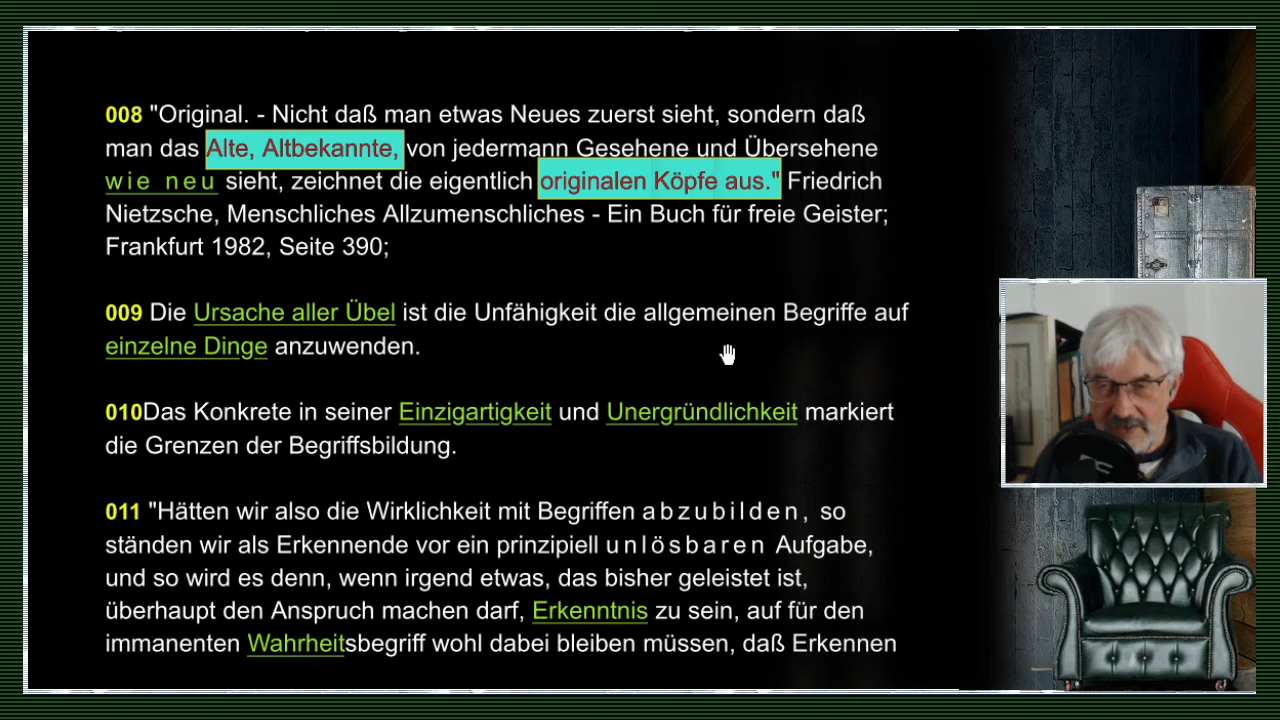 008 "Original. - Nicht daß man etwas Neues zuerst sieht, sondern daß
man das Alte, Altbekannte, von jedermann Gesehene und Übersehene
wie neu sieht, zeichnet die eigentlich originalen Köpfe aus." Friedrich
Nietzsche, Menschliches Allzumenschliches - Ein Buch für freie Geister;
Frankfurt 1982, Seite 390;
009 Die Ursache aller Übel ist die Unfähigkeit die allgemeinen Begriffe auf
einzelne Dinge anzuwenden.
010Das Konkrete in seiner Einzigartigkeit und Unergründlichkeit markiert
die Grenzen der Begriffsbildung.
011 "Hätten wir also die Wirklichkeit mit Begriffen abzubilden, so
ständen wir als Erkennende vor ein prinzipiell unlösbaren Aufgabe,
und so wird es denn, wenn irgend etwas, das bisher geleistet ist,
überhaupt den Anspruch machen darf, Erkenntnis zu sein, auf für den
immanenten Wahrheitsbegriff wohl dabei bleiben müssen, daß Erkennen